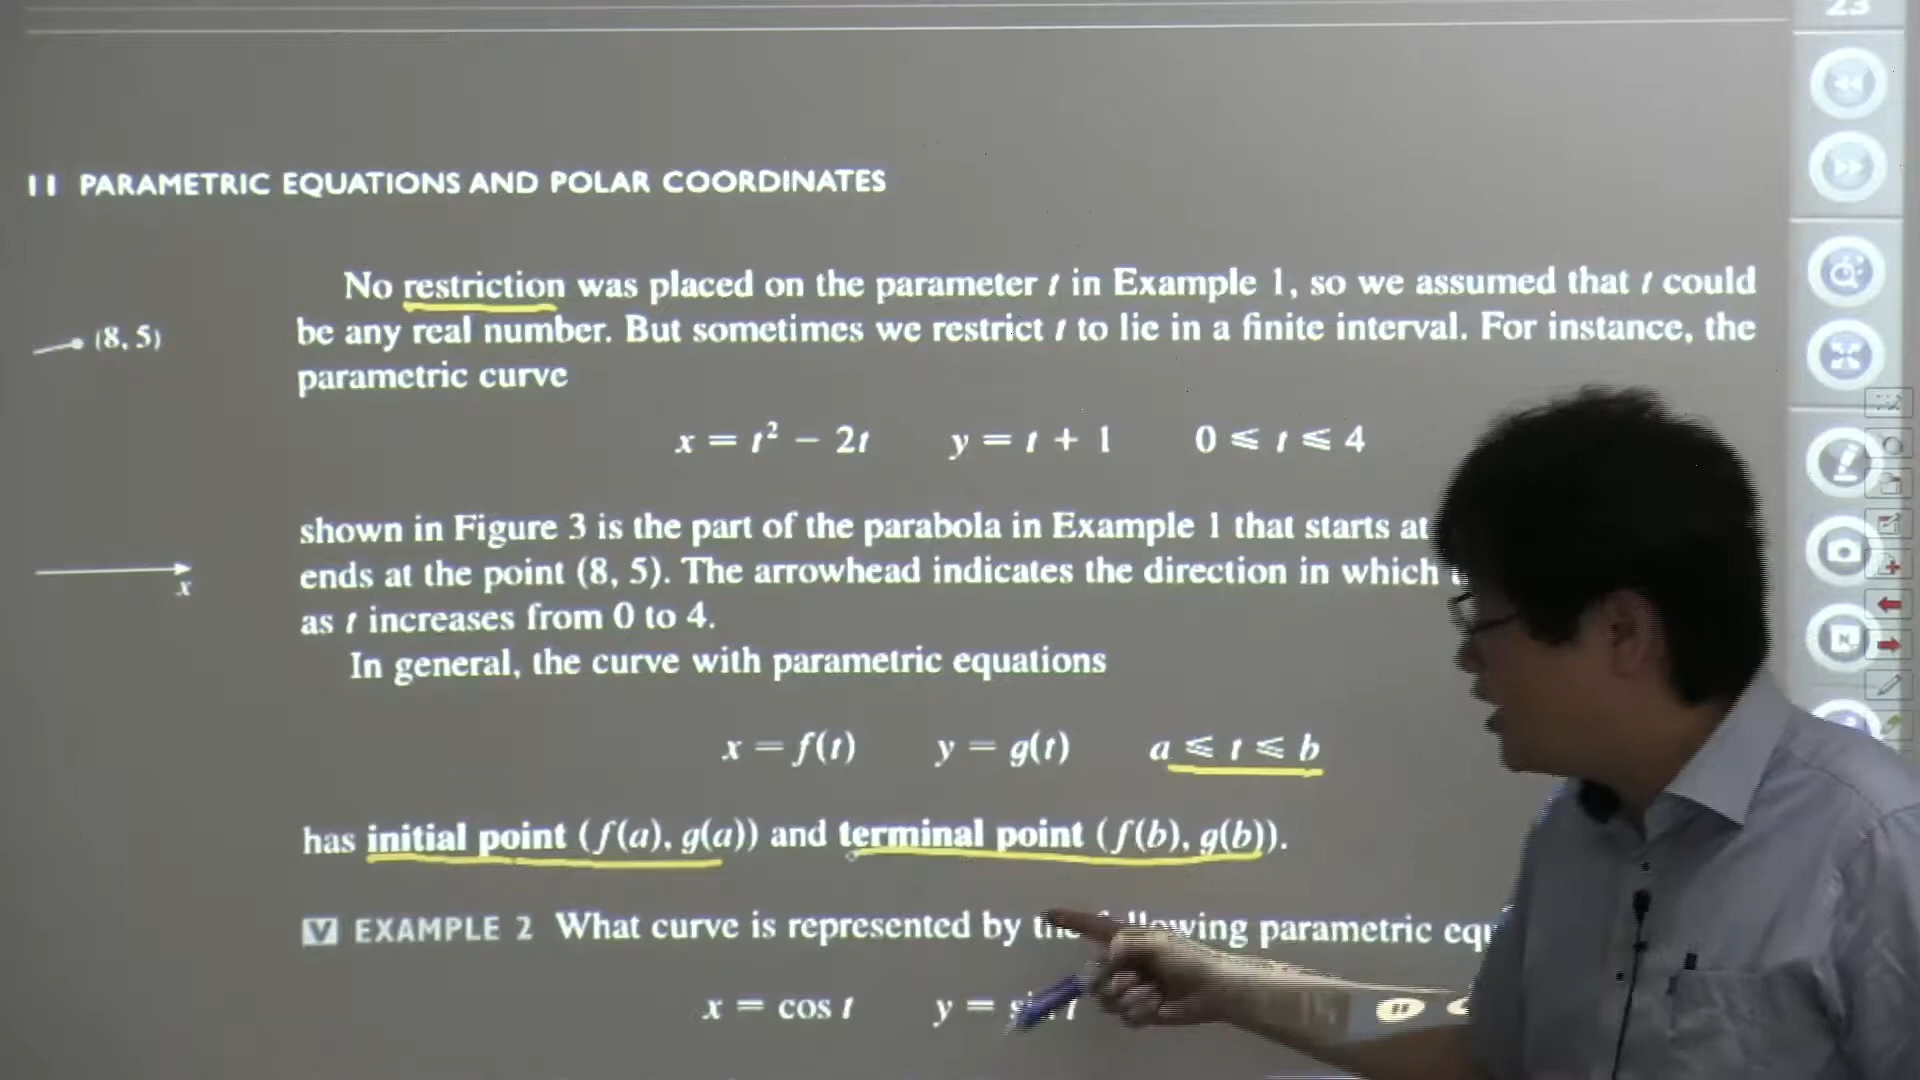 23
11 PARAMETRIC EQUATIONS AND POLAR COORDINATES
No restriction was placed on the parameter t in Example 1, so we assumed that t could
be any real number. But sometimes we restrict t to lie in a finite interval. For instance, the
parametric curve
(8, 5)
x = t² − 2t y = t + 1 0 ≤ t ≤ 4
shown in Figure 3 is the part of the parabola in Example 1 that starts at
ends at the point (8, 5). The arrowhead indicates the direction in which
x
as t increases from 0 to 4.
In general, the curve with parametric equations
x = f(t) y = g(t) a ≤ t ≤ b
has initial point (f(a), g(a)) and terminal point (f(b), g(b)).
V EXAMPLE 2 What curve is represented by the following parametric
x = cos t y =